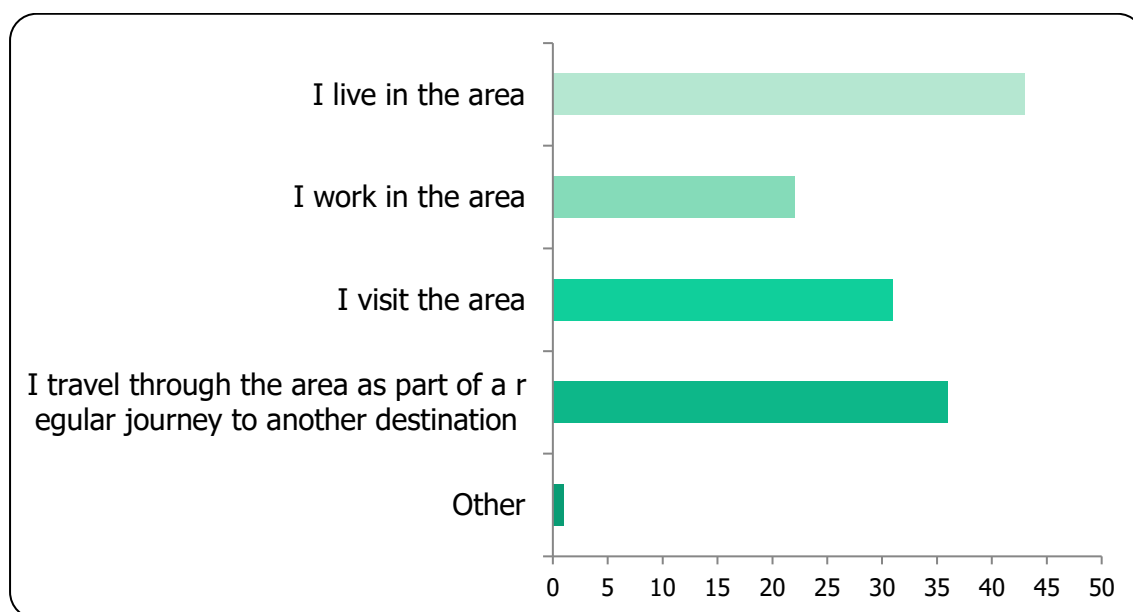 I live in the area
I work in the area
I visit the area
I travel through the area as part of a r
egular journey to another destination
Other
0 5 10 15 20 25 30 35 40 45 50